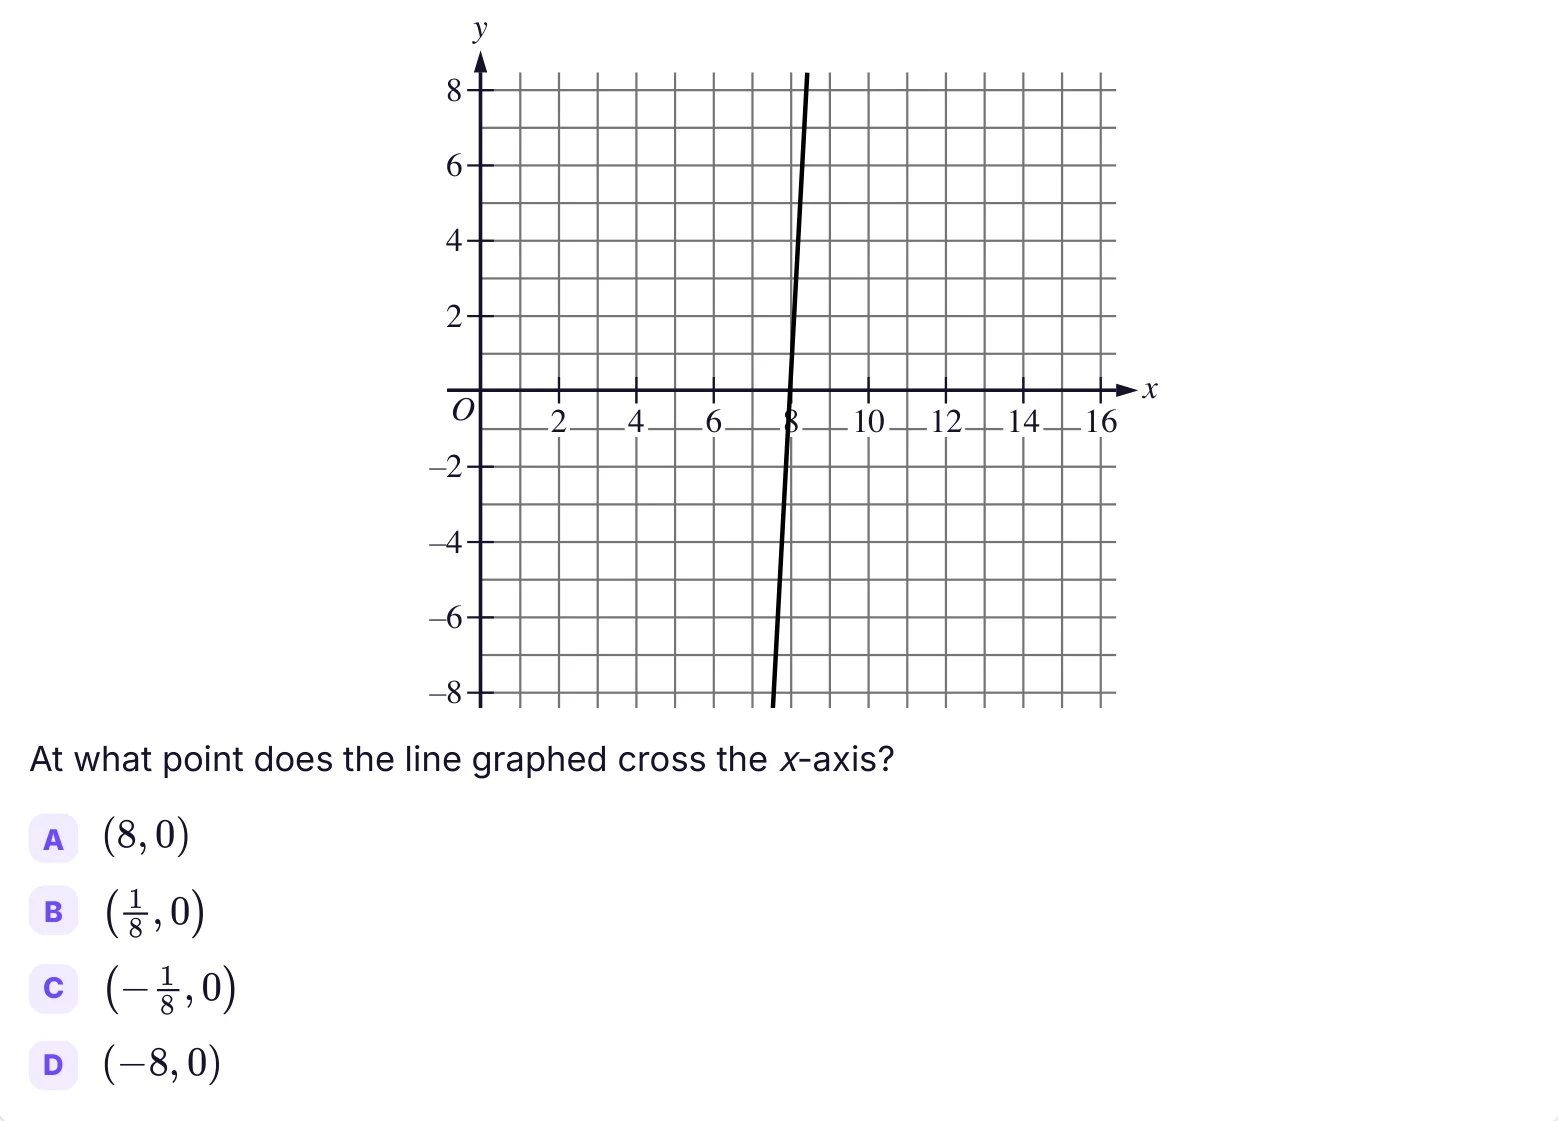 y
8
6
4
2
O 2 4 6 8 10 12 14 16 x
–2
–4
–6
–8
At what point does the line graphed cross the x-axis?
A (8, 0)
B (1/8, 0)
C (−1/8, 0)
D (−8, 0)